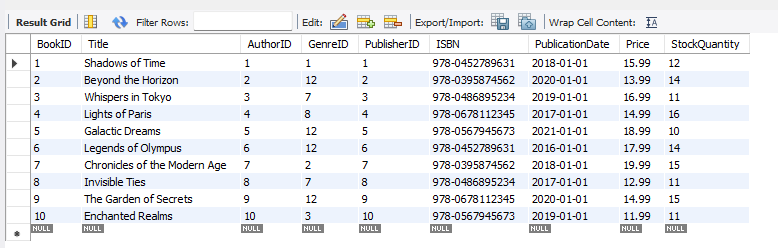 Result Grid Filter Rows: Edit: Export/Import: Wrap Cell Content: IA
BookID Title AuthorID GenreID PublisherID ISBN PublicationDate Price StockQuantity
1 Shadows of Time 1 1 1 978-0452789631 2018-01-01 15.99 12
2 Beyond the Horizon 2 12 2 978-0395874562 2020-01-01 13.99 14
3 Whispers in Tokyo 3 7 3 978-0486895234 2019-01-01 16.99 11
4 Lights of Paris 4 8 4 978-0678112345 2017-01-01 14.99 16
5 Galactic Dreams 5 12 5 978-0567945673 2021-01-01 18.99 10
6 Legends of Olympus 6 12 6 978-0452789631 2016-01-01 17.99 14
7 Chronicles of the Modern Age 7 2 7 978-0395874562 2018-01-01 19.99 15
8 Invisible Ties 8 7 8 978-0486895234 2017-01-01 12.99 11
9 The Garden of Secrets 9 12 9 978-0678112345 2020-01-01 14.99 15
10 Enchanted Realms 10 3 10 978-0567945673 2019-01-01 11.99 11
NULL NULL NULL NULL NULL NULL NULL NULL NULL